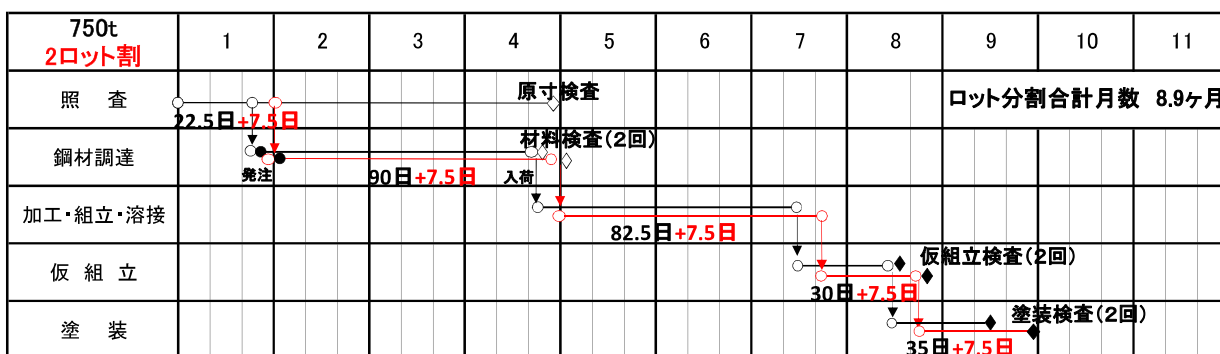 750t
2ロット割
1 2 3 4 5 6 7 8 9 10 11
照 査
原寸検査
ロット分割合計月数 8.9ヶ月
22.5日+7.5日
鋼材調達
材料検査(2回)
発注
90日+7.5日
入荷
加工・組立・溶接
82.5日+7.5日
仮 組 立
仮組立検査(2回)
30日+7.5日
塗 装
塗装検査(2回)
35日+7.5日